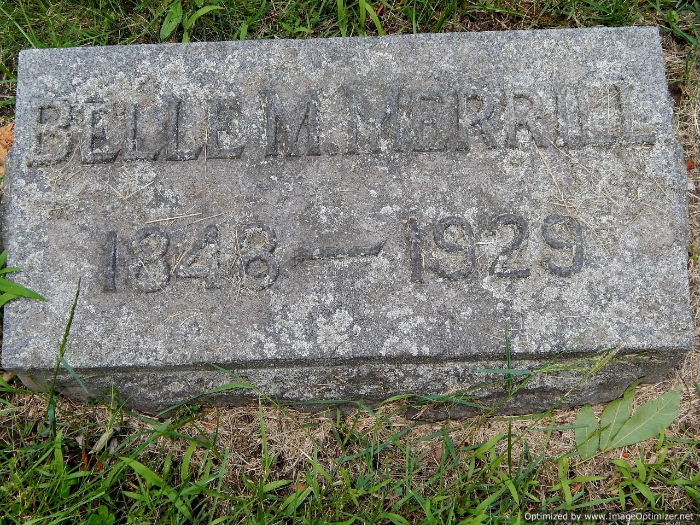 BELLE M. MERRILL
1848 — 1929
Optimized by www.ImageOptimizer.net